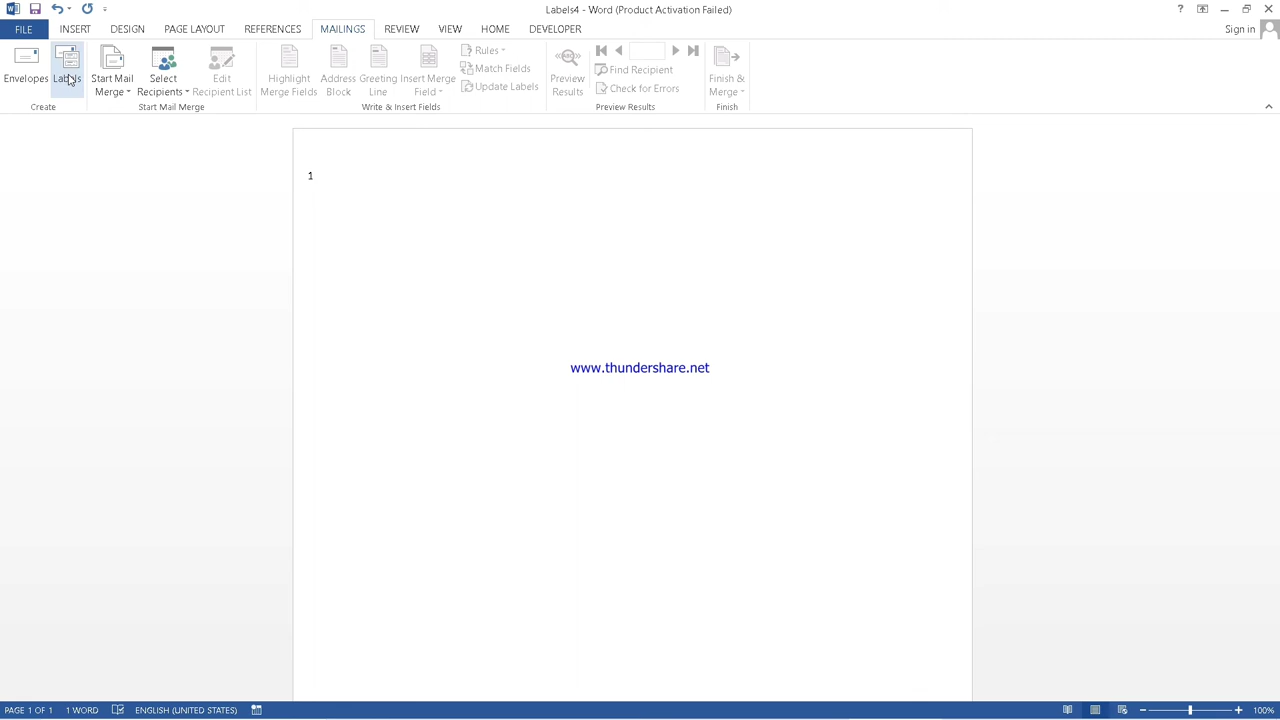 Labels4 - Word (Product Activation Failed)
?
FILE INSERT DESIGN PAGE LAYOUT REFERENCES MAILINGS REVIEW VIEW HOME DEVELOPER Sign in
Envelopes
Labels
Create
Start Mail
Merge
Select
Recipients
Edit
Recipient List
Start Mail Merge
Highlight
Merge Fields
Address
Block
Greeting
Line
Insert Merge
Field
Rules
Match Fields
Update Labels
Write & Insert Fields
Preview
Results
Find Recipient
Check for Errors
Preview Results
Finish &
Merge
Finish
1
www.thundershare.net
PAGE 1 OF 1 1 WORD ENGLISH (UNITED STATES) 100%